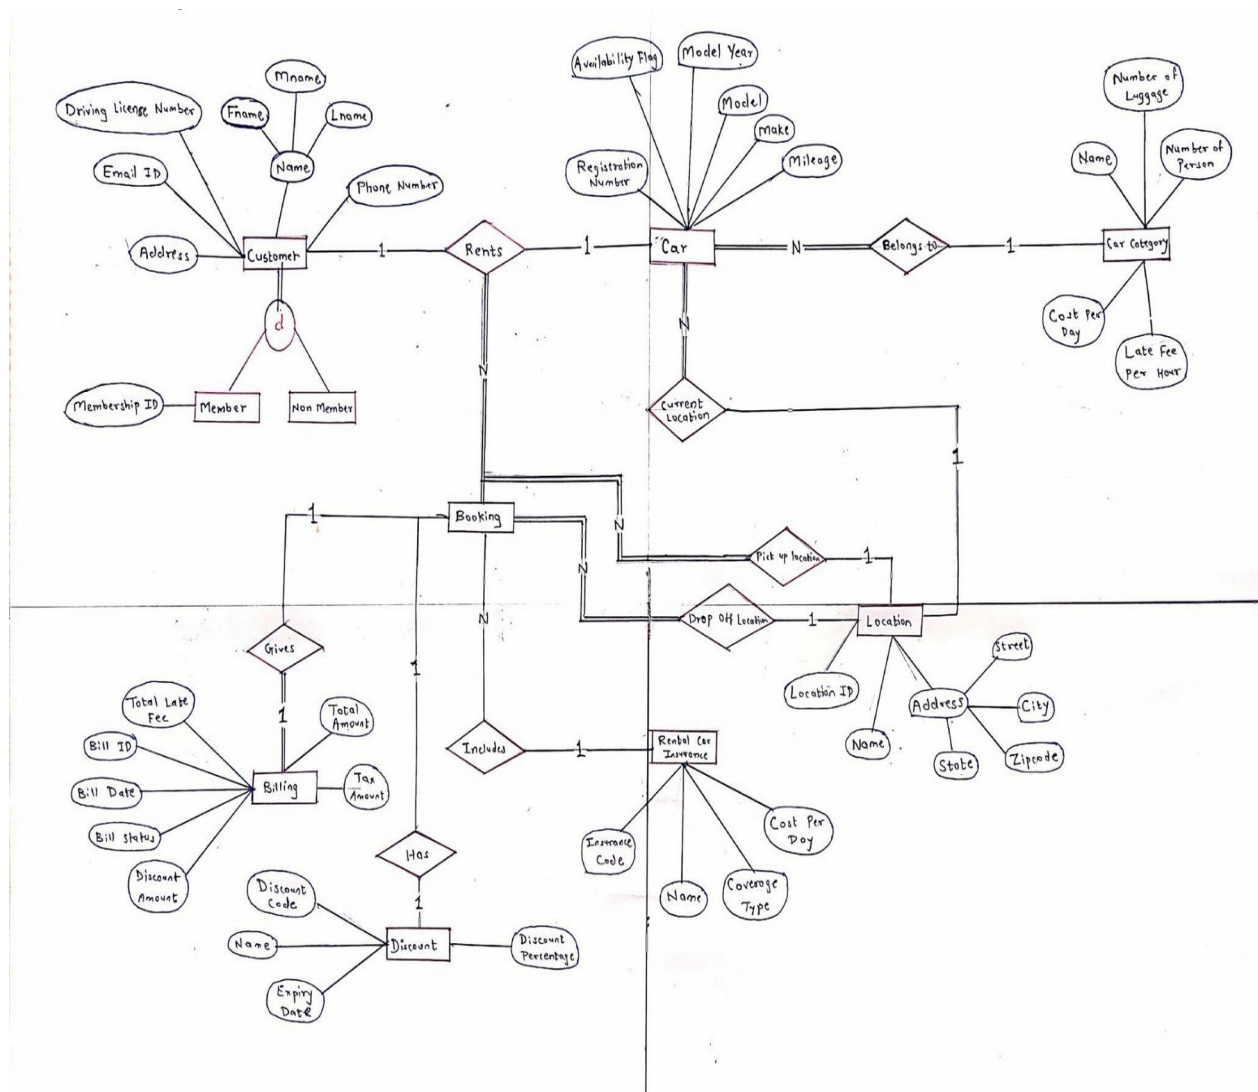 Availability Flag
Model Year
Mname
Number of
Luggage
Driving License Number
Fname
Lname
Model
Make
Name
Registration
Number
Mileage
Name
Number of
Person
Email ID
Phone Number
Address
Customer
1
Rents
1
Car
N
Belongs to
1
Car Category
d
N
N
Cost Per
Day
Late Fee
Per Hour
Membership ID
Member
Non Member
Current
Location
1
1
Booking
N
Pick up location
1
N
N
Drop Off Location
1
Location
Gives
1
Street
Location ID
Address
City
Name
State
Zipcode
Total Late
Fee
1
Total
Amount
Bill ID
Includes
1
Rental Car
Insurance
Bill Date
Billing
Tax
Amount
Bill Status
Discount
Amount
Has
Insurance
Code
Cost Per
Day
Name
Coverage
Type
Discount
Code
1
Name
Discount
Discount
Percentage
Expiry
Date